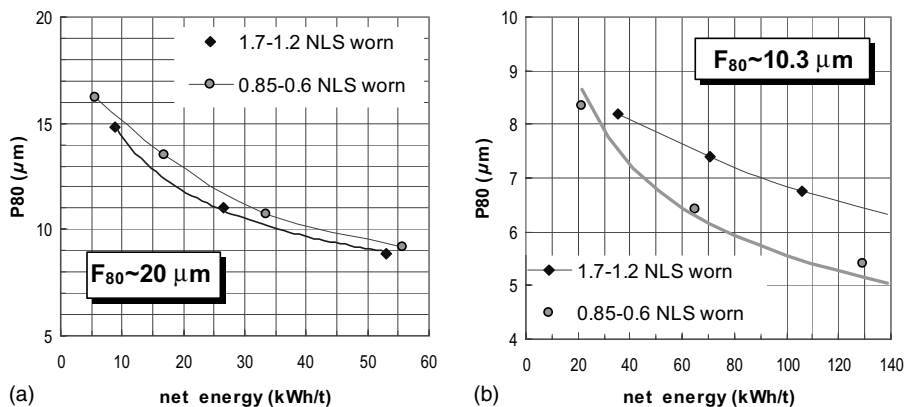 20
15
10
5
P80 (µm)
1.7-1.2 NLS worn
0.85-0.6 NLS worn
F80~20 µm
0 10 20 30 40 50 60
(a) net energy (kWh/t)
10
9
8
7
6
5
4
P80 (µm)
F80~10.3 µm
1.7-1.2 NLS worn
0.85-0.6 NLS worn
0 20 40 60 80 100 120 140
(b) net energy (kWh/t)